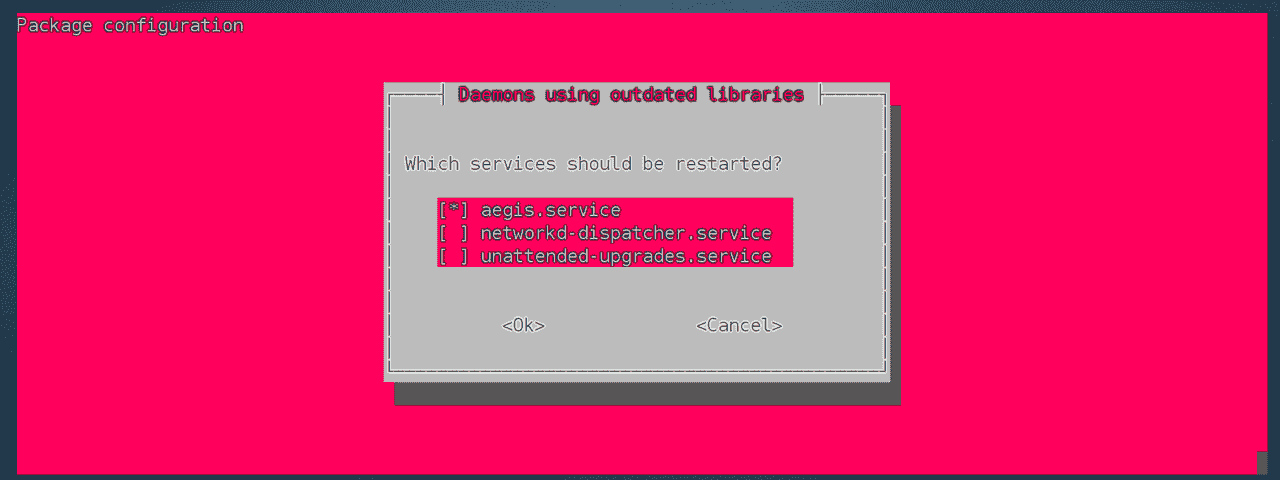 Package configuration
Daemons using outdated libraries
Which services should be restarted?
[*] aegis.service
[ ] networkd-dispatcher.service
[ ] unattended-upgrades.service
<Ok> <Cancel>